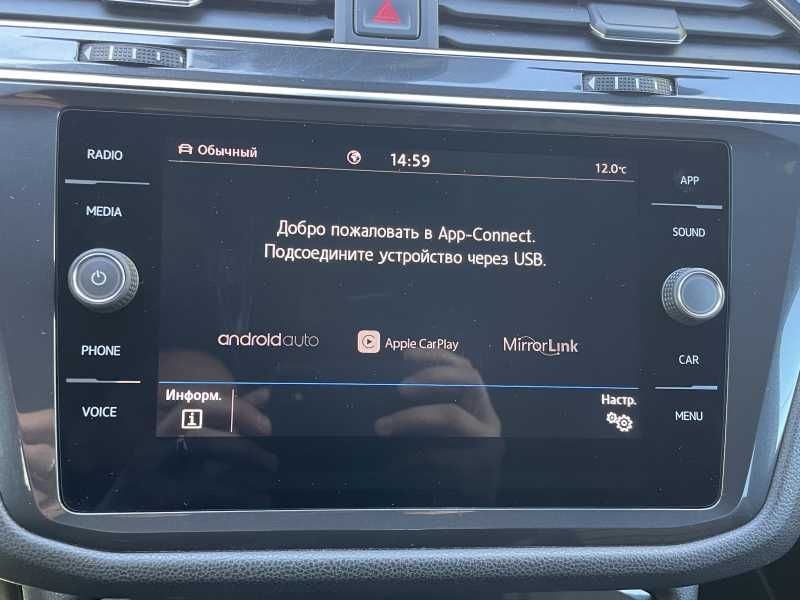 RADIO
MEDIA
PHONE
VOICE
Обычный
14:59
12.0°C
Добро пожаловать в App-Connect.
Подсоедините устройство через USB.
androidauto
Apple CarPlay
MirrorLink
Информ.
i
Настр.
APP
SOUND
CAR
MENU